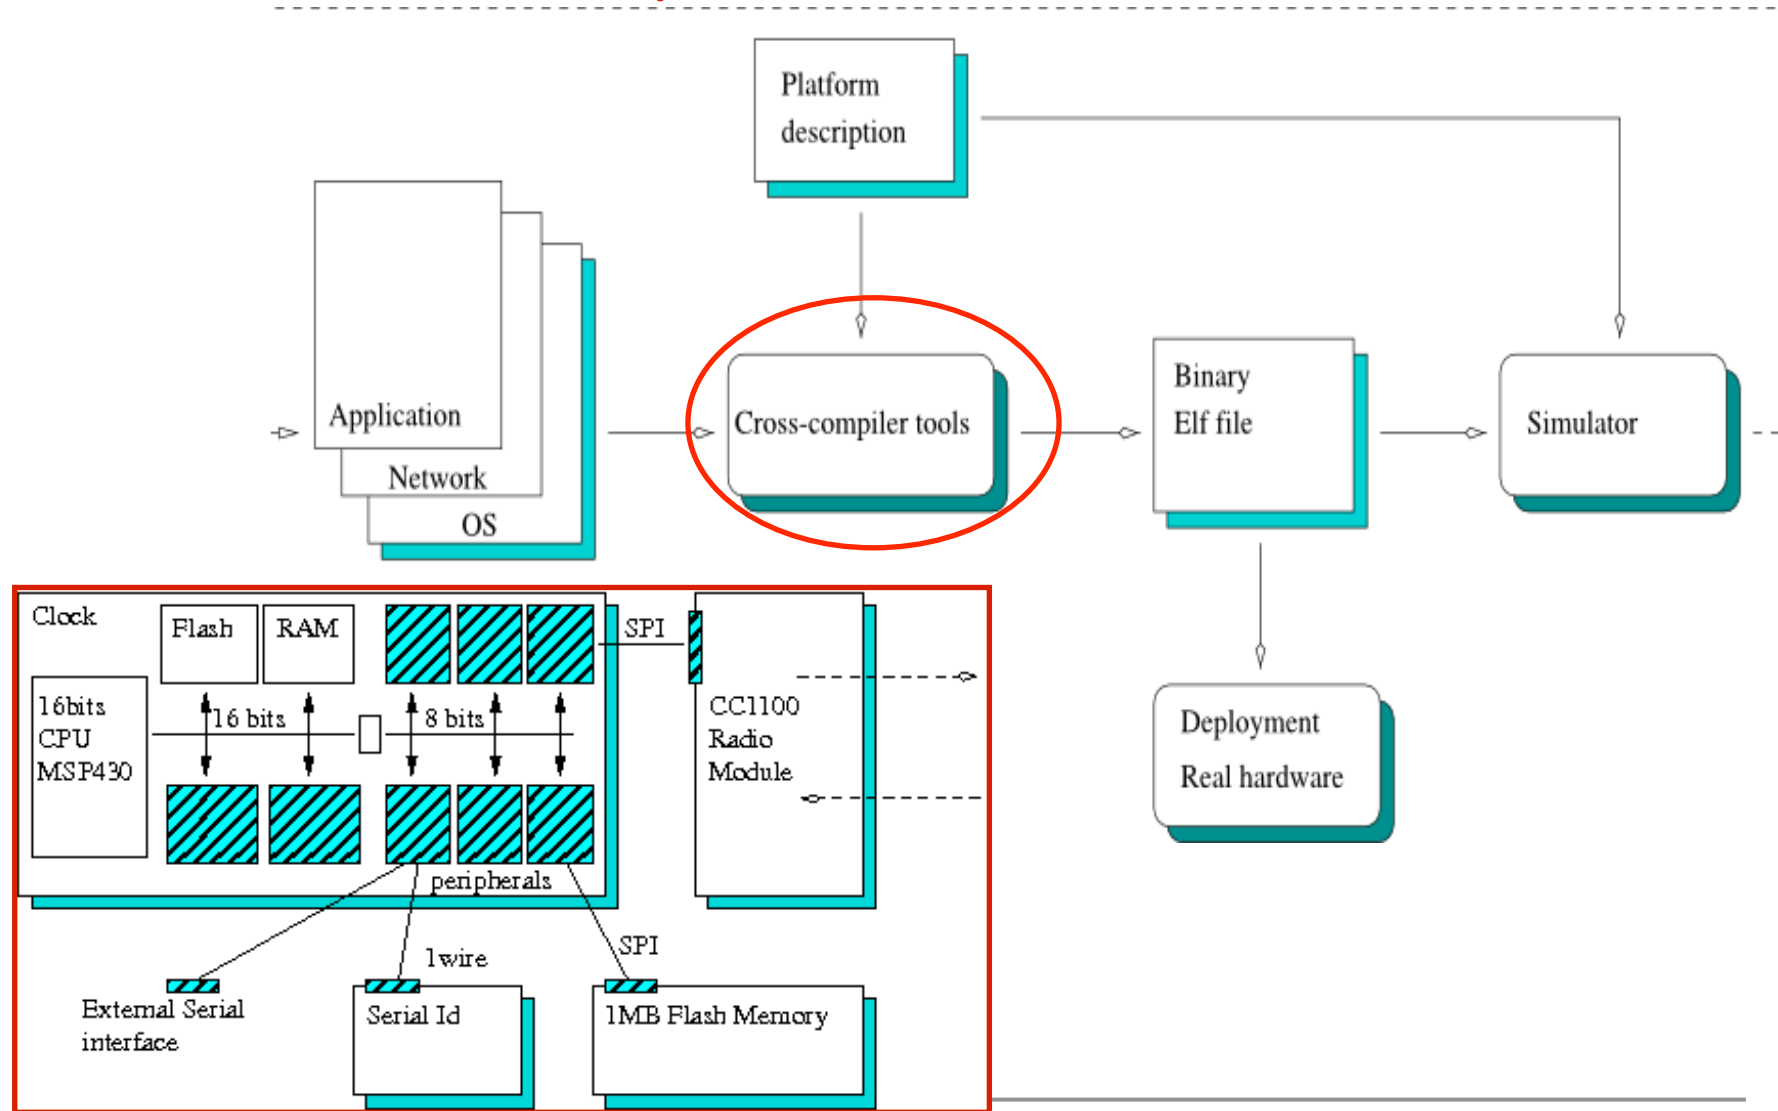 Platform
description
Application
Network
OS
Cross-compiler tools
Binary
Elf file
Simulator
Deployment
Real hardware
Clock
Flash
RAM
SPI
16bits
CPU
MSP430
16 bits
8 bits
CC1100
Radio
Module
peripherals
1wire
SPI
External Serial
interface
Serial Id
1MB Flash Memory